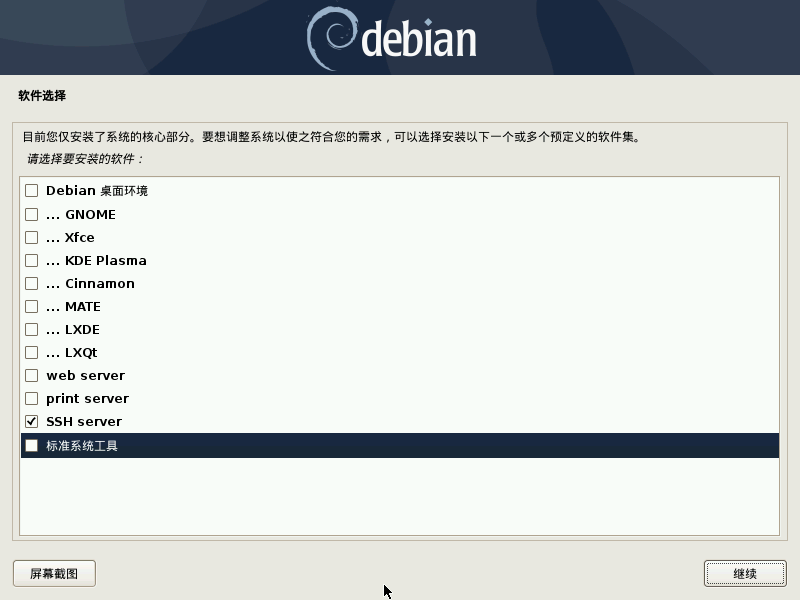 debian
软件选择
目前您仅安装了系统的核心部分。要想调整系统以使之符合您的需求，可以选择安装以下一个或多个预定义的软件集。
请选择要安装的软件：
Debian 桌面环境
... GNOME
... Xfce
... KDE Plasma
... Cinnamon
... MATE
... LXDE
... LXQt
web server
print server
SSH server
标准系统工具
屏幕截图
继续